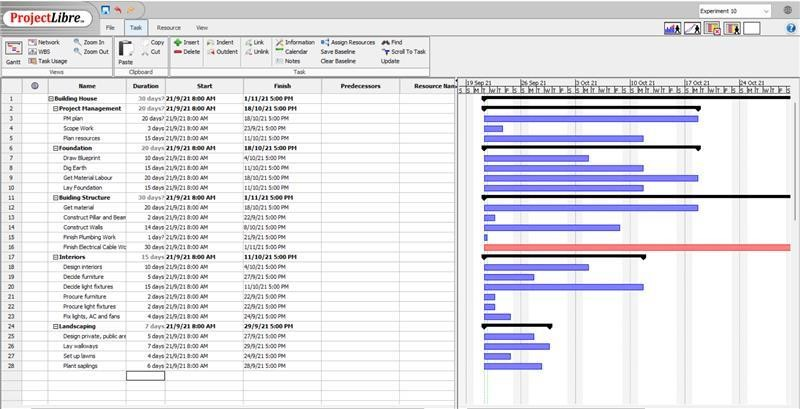 ProjectLibre
Experiment 10
File Task Resource View
Network Zoom In Copy Insert Indent Link Information Assign Resources Find
WBS Zoom Out Cut Delete Outdent Unlink Calendar Save Baseline Scroll To Task
Gantt Task Usage Paste Notes Clear Baseline Update
Views Clipboard Task
Name Duration Start Finish Predecessors Resource Nam
19 Sep 21 26 Sep 21 3 Oct 21 10 Oct 21 17 Oct 21 24 Oct 21
S S M T W T F S S M T W T F S S M T W T F S S M T W T F S S M T W T F S S M T W T F S
1 Building House 30 days? 21/9/21 8:00 AM 1/11/21 5:00 PM
2 Project Management 20 days? 21/9/21 8:00 AM 18/10/21 5:00 PM
3 PM plan 20 days? 21/9/21 8:00 AM 18/10/21 5:00 PM
4 Scope Work 3 days 21/9/21 8:00 AM 23/9/21 5:00 PM
5 Plan resources 15 days 21/9/21 8:00 AM 11/10/21 5:00 PM
6 Foundation 20 days? 21/9/21 8:00 AM 18/10/21 5:00 PM
7 Draw Blueprint 10 days 21/9/21 8:00 AM 4/10/21 5:00 PM
8 Dig Earth 15 days 21/9/21 8:00 AM 11/10/21 5:00 PM
9 Get Material Labour 20 days 21/9/21 8:00 AM 18/10/21 5:00 PM
10 Lay Foundation 15 days 21/9/21 8:00 AM 11/10/21 5:00 PM
11 Buiding Structure 30 days? 21/9/21 8:00 AM 1/11/21 5:00 PM
12 Get material 20 days 21/9/21 8:00 AM 18/10/21 5:00 PM
13 Construct Pillar and Bean 2 days 21/9/21 8:00 AM 22/9/21 5:00 PM
14 Construct Walls 14 days 21/9/21 8:00 AM 8/10/21 5:00 PM
15 Finish Plumbing Work 1 day? 21/9/21 8:00 AM 21/9/21 5:00 PM
16 Finish Electrical Cable Wo 30 days 21/9/21 8:00 AM 1/11/21 5:00 PM
17 Interiors 15 days 21/9/21 8:00 AM 11/10/21 5:00 PM
18 Design interiors 10 days 21/9/21 8:00 AM 4/10/21 5:00 PM
19 Decide furniture 5 days 21/9/21 8:00 AM 27/9/21 5:00 PM
20 Decide light fixtures 15 days 21/9/21 8:00 AM 11/10/21 5:00 PM
21 Procure furniture 2 days 21/9/21 8:00 AM 22/9/21 5:00 PM
22 Procure light fixtures 2 days 21/9/21 8:00 AM 22/9/21 5:00 PM
23 Fix lights, AC and fans 4 days 21/9/21 8:00 AM 24/9/21 5:00 PM
24 Landscaping 7 days 21/9/21 8:00 AM 29/9/21 5:00 PM
25 Design private, public are 5 days 21/9/21 8:00 AM 27/9/21 5:00 PM
26 Lay walkways 7 days 21/9/21 8:00 AM 29/9/21 5:00 PM
27 Set up lawns 4 days 21/9/21 8:00 AM 24/9/21 5:00 PM
28 Plant saplings 6 days 21/9/21 8:00 AM 28/9/21 5:00 PM